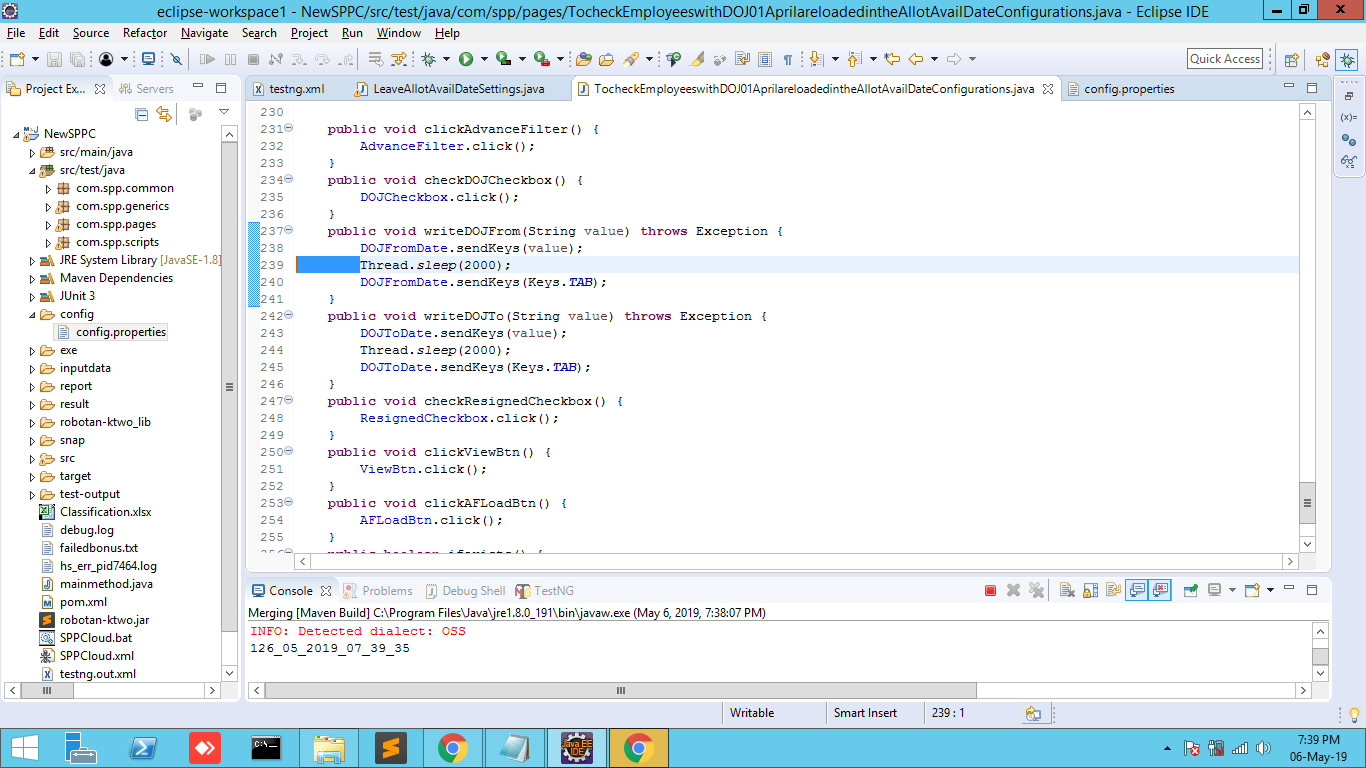 eclipse-workspace1 - NewSPPC/src/test/java/com/spp/pages/TocheckEmployeeswithDOJ01AprilareloadedintheAllotAvailDateConfigurations.java - Eclipse IDE
File Edit Source Refactor Navigate Search Project Run Window Help
Quick Access
Project Ex... Servers
testng.xml LeaveAllotAvailDateSettings.java TocheckEmployeeswithDOJ01AprilareloadedintheAllotAvailDateConfigurations.java config.properties
NewSPPC
src/main/java
src/test/java
com.spp.common
com.spp.generics
com.spp.pages
com.spp.scripts
JRE System Library [JavaSE-1.8]
Maven Dependencies
JUnit 3
config
config.properties
exe
inputdata
report
result
robotan-ktwo_lib
snap
src
target
test-output
Classification.xlsx
debug.log
failedbonus.txt
hs_err_pid7464.log
mainmethod.java
pom.xml
robotan-ktwo.jar
SPPCloud.bat
SPPCloud.xml
testng.out.xml
230
231 public void clickAdvanceFilter() {
232 AdvanceFilter.click();
233 }
234 public void checkDOJCheckbox() {
235 DOJCheckbox.click();
236 }
237 public void writeDOJFrom(String value) throws Exception {
238 DOJFromDate.sendKeys(value);
239 Thread.sleep(2000);
240 DOJFromDate.sendKeys(Keys.TAB);
241 }
242 public void writeDOJTo(String value) throws Exception {
243 DOJToDate.sendKeys(value);
244 Thread.sleep(2000);
245 DOJToDate.sendKeys(Keys.TAB);
246 }
247 public void checkResignedCheckbox() {
248 ResignedCheckbox.click();
249 }
250 public void clickViewBtn() {
251 ViewBtn.click();
252 }
253 public void clickAFLoadBtn() {
254 AFLoadBtn.click();
255 }
Console Problems Debug Shell TestNG
Merging [Maven Build] C:\Program Files\Java\jre1.8.0_191\bin\javaw.exe (May 6, 2019, 7:38:07 PM)
INFO: Detected dialect: OSS
126_05_2019_07_39_35
Writable Smart Insert 239 : 1
Java EE
IDE
7:39 PM
06-May-19